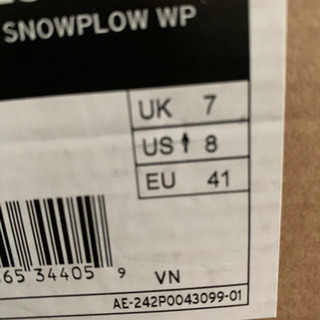 SNOWPLOW WP
UK 7
US 8
EU 41
65 34405 9
VN
AE-242P0043099-01